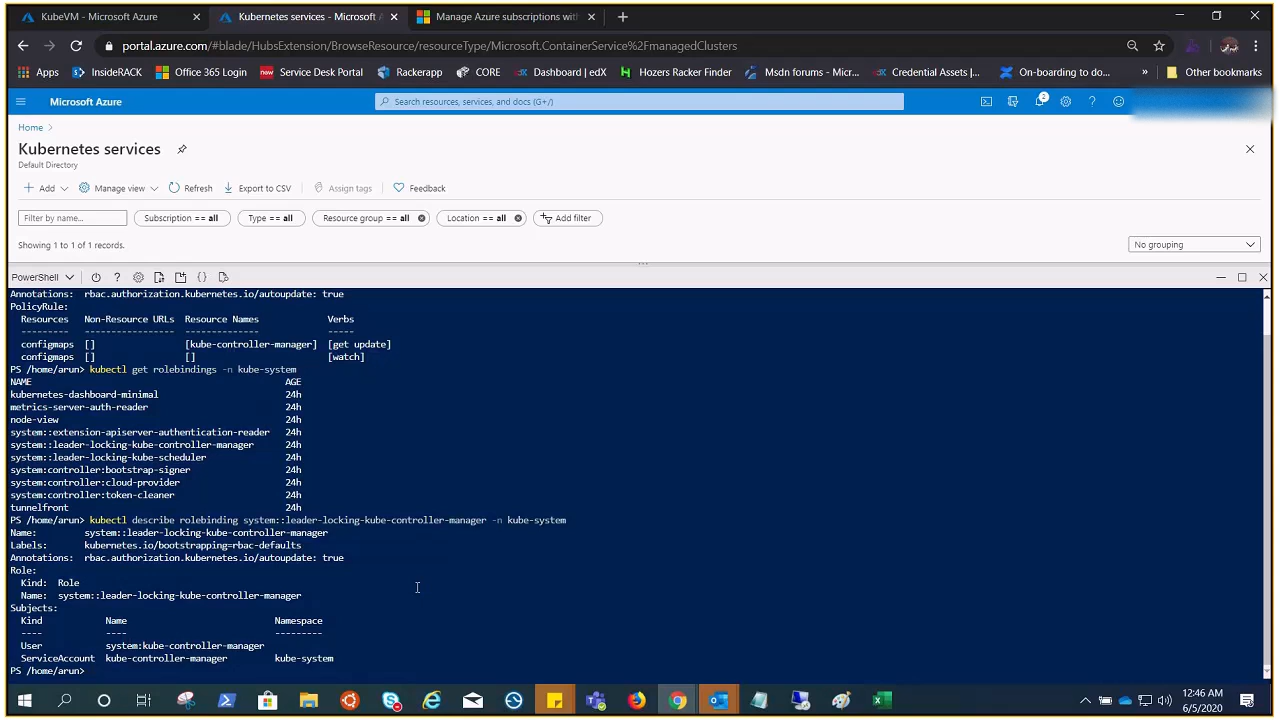 KubeVM - Microsoft Azure
Kubernetes services - Microsoft A
Manage Azure subscriptions with
portal.azure.com/#blade/HubsExtension/BrowseResource/resourceType/Microsoft.ContainerService%2FmanagedClusters
Apps InsideRACK Office 365 Login now Service Desk Portal Rackerapp CORE Dashboard | edX Hozers Racker Finder Msdn forums - Micr... Credential Assets |... On-boarding to do... » Other bookmarks
Microsoft Azure
Search resources, services, and docs (G+/)
2
Home >
Kubernetes services
Default Directory
Add Manage view Refresh Export to CSV Assign tags Feedback
Filter by name... Subscription == all Type == all Resource group == all Location == all Add filter
Showing 1 to 1 of 1 records.
No grouping
PowerShell
Annotations: rbac.authorization.kubernetes.io/autoupdate: true
PolicyRule:
Resources Non-Resource URLs Resource Names Verbs
--------- ----------------- -------------- -----
configmaps [] [kube-controller-manager] [get update]
configmaps [] [] [watch]
PS /home/arun> kubectl get rolebindings -n kube-system
NAME AGE
kubernetes-dashboard-minimal 24h
metrics-server-auth-reader 24h
node-view 24h
system::extension-apiserver-authentication-reader 24h
system::leader-locking-kube-controller-manager 24h
system::leader-locking-kube-scheduler 24h
system:controller:bootstrap-signer 24h
system:controller:cloud-provider 24h
system:controller:token-cleaner 24h
tunnelfront 24h
PS /home/arun> kubectl describe rolebinding system::leader-locking-kube-controller-manager -n kube-system
Name: system::leader-locking-kube-controller-manager
Labels: kubernetes.io/bootstrapping=rbac-defaults
Annotations: rbac.authorization.kubernetes.io/autoupdate: true
Role:
Kind: Role
Name: system::leader-locking-kube-controller-manager
Subjects:
Kind Name Namespace
---- ---- ---------
User system:kube-controller-manager
ServiceAccount kube-controller-manager kube-system
PS /home/arun>
12:46 AM
6/5/2020